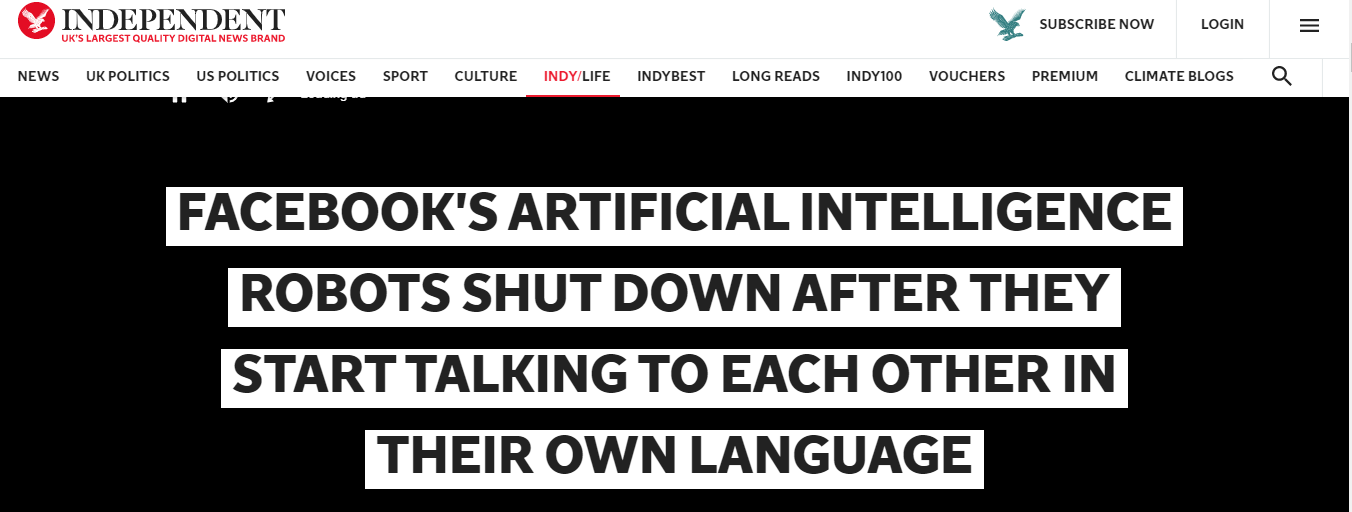 INDEPENDENT
UK'S LARGEST QUALITY DIGITAL NEWS BRAND
SUBSCRIBE NOW LOGIN
NEWS UK POLITICS US POLITICS VOICES SPORT CULTURE INDY/LIFE INDYBEST LONG READS INDY100 VOUCHERS PREMIUM CLIMATE BLOGS
FACEBOOK'S ARTIFICIAL INTELLIGENCE
ROBOTS SHUT DOWN AFTER THEY
START TALKING TO EACH OTHER IN
THEIR OWN LANGUAGE